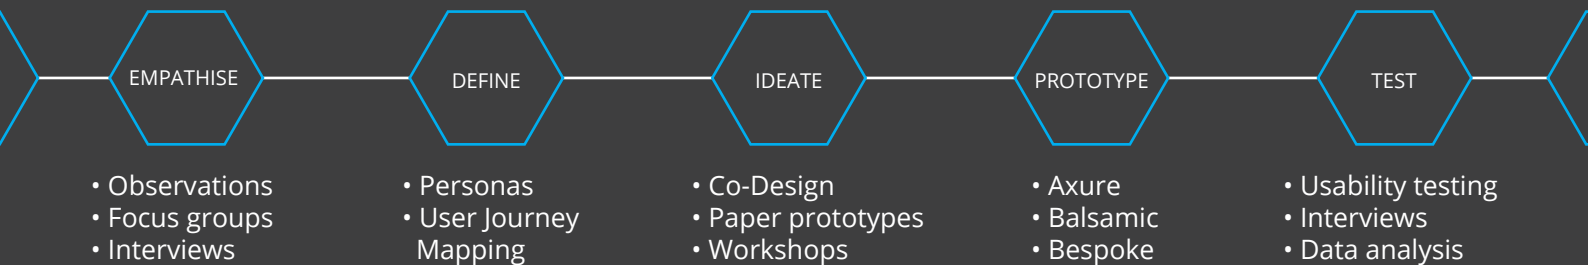 EMPATHISE
DEFINE
IDEATE
PROTOTYPE
TEST
• Observations
• Focus groups
• Interviews
• Personas
• User Journey
Mapping
• Co-Design
• Paper prototypes
• Workshops
• Axure
• Balsamic
• Bespoke
• Usability testing
• Interviews
• Data analysis